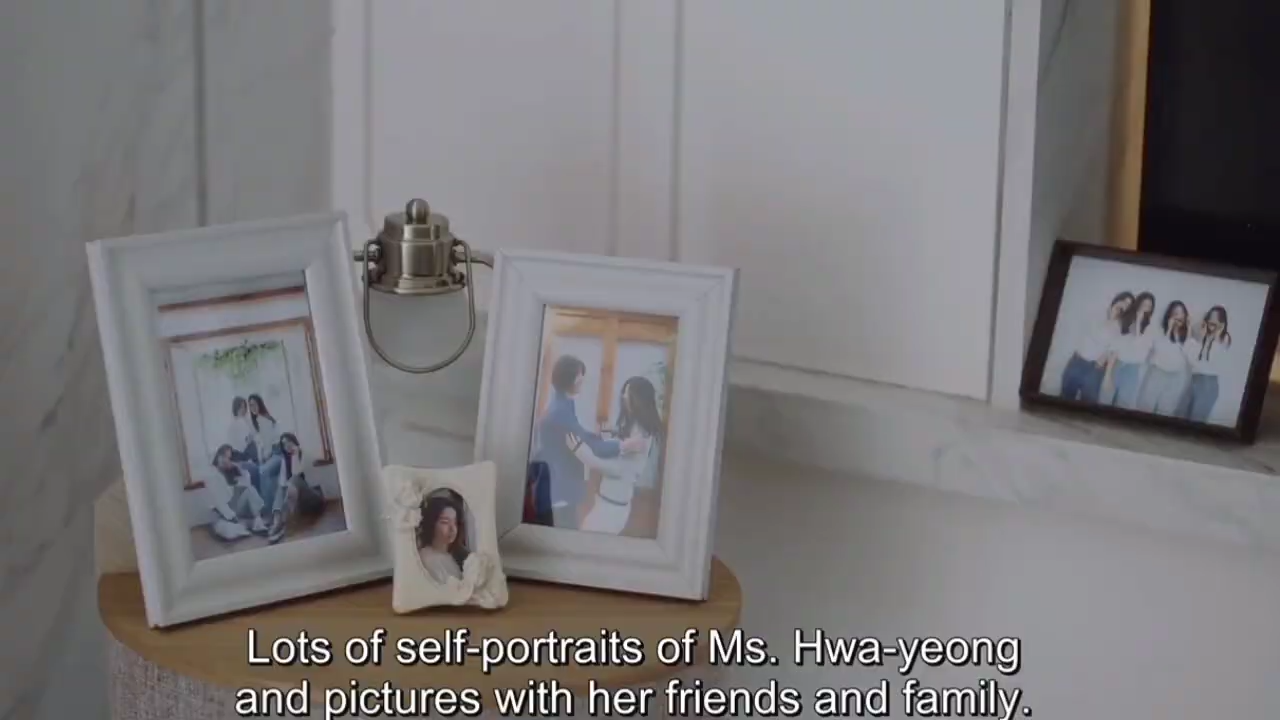 Lots of self-portraits of Ms. Hwa-yeong
and pictures with her friends and family.